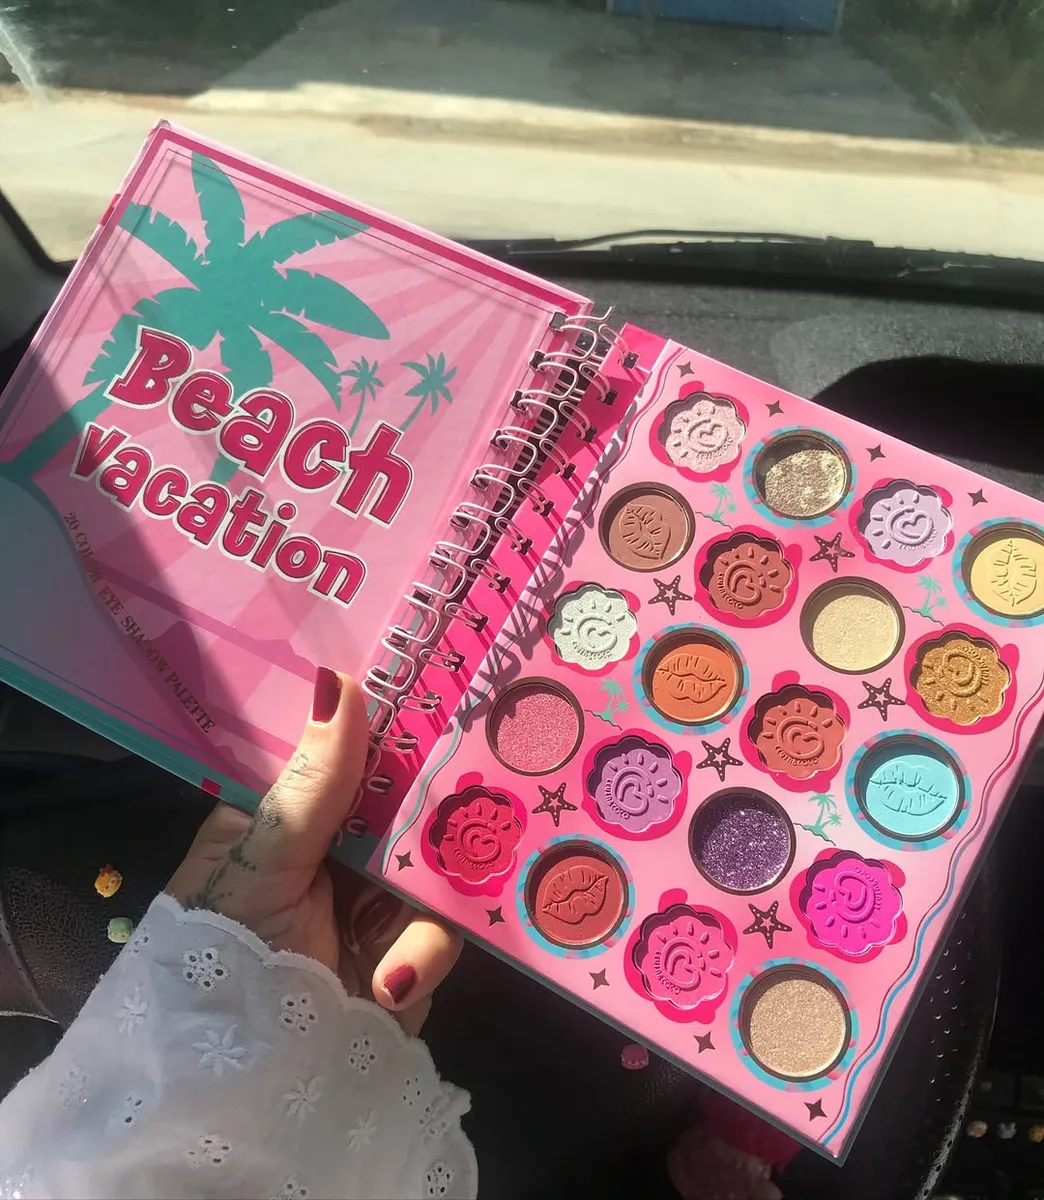 Beach
vacation
20 COLOR EYE SHADOW PALETTE